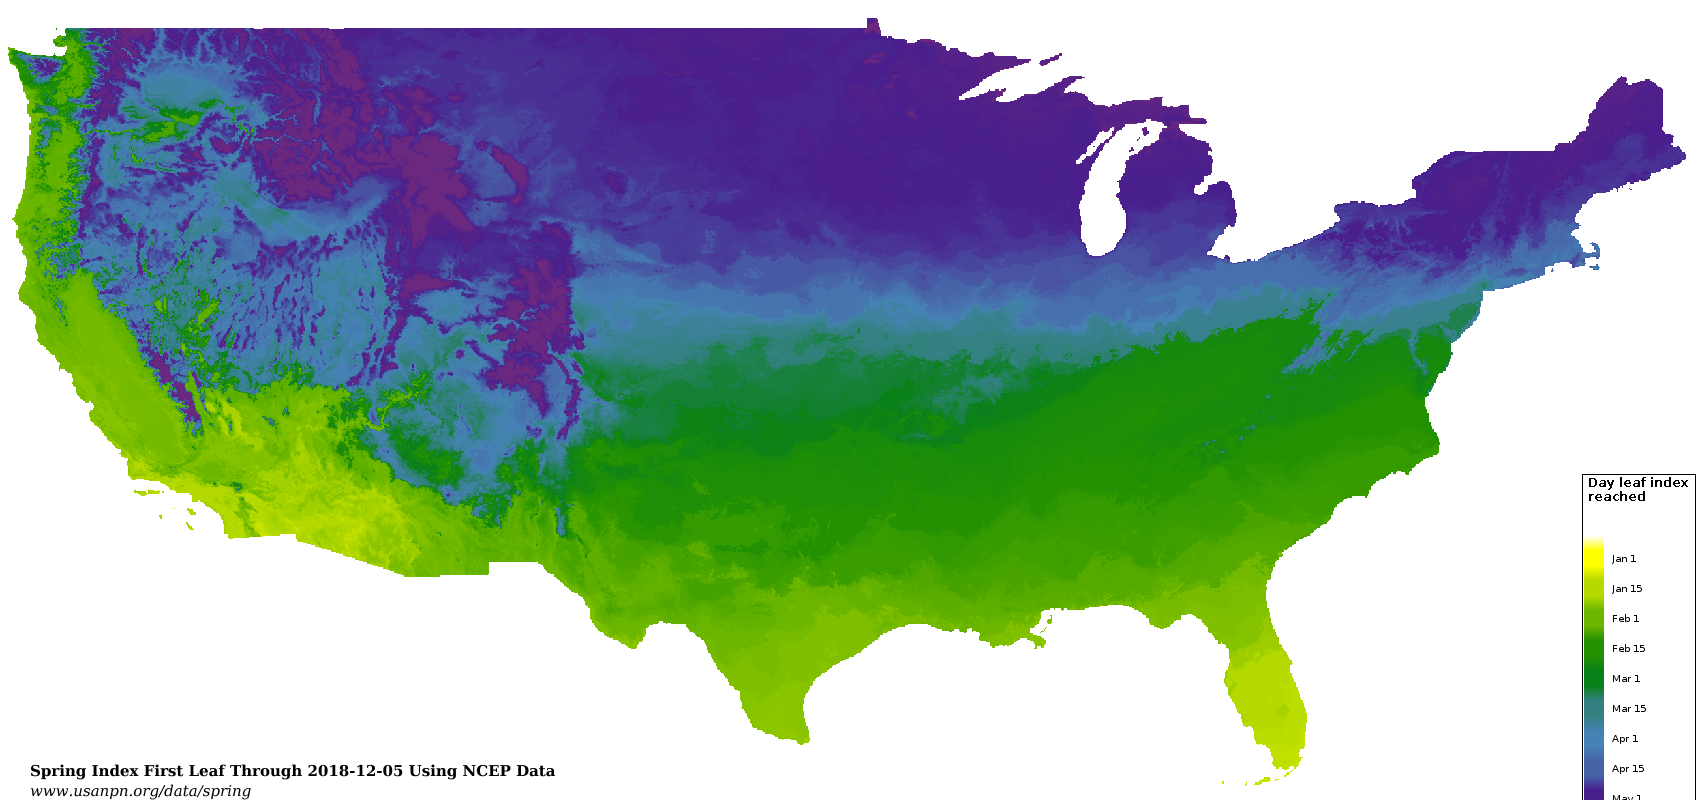 Day leaf index
reached
Jan 1
Jan 15
Feb 1
Feb 15
Mar 1
Mar 15
Apr 1
Apr 15
May 1
Spring Index First Leaf Through 2018-12-05 Using NCEP Data
www.usanpn.org/data/spring